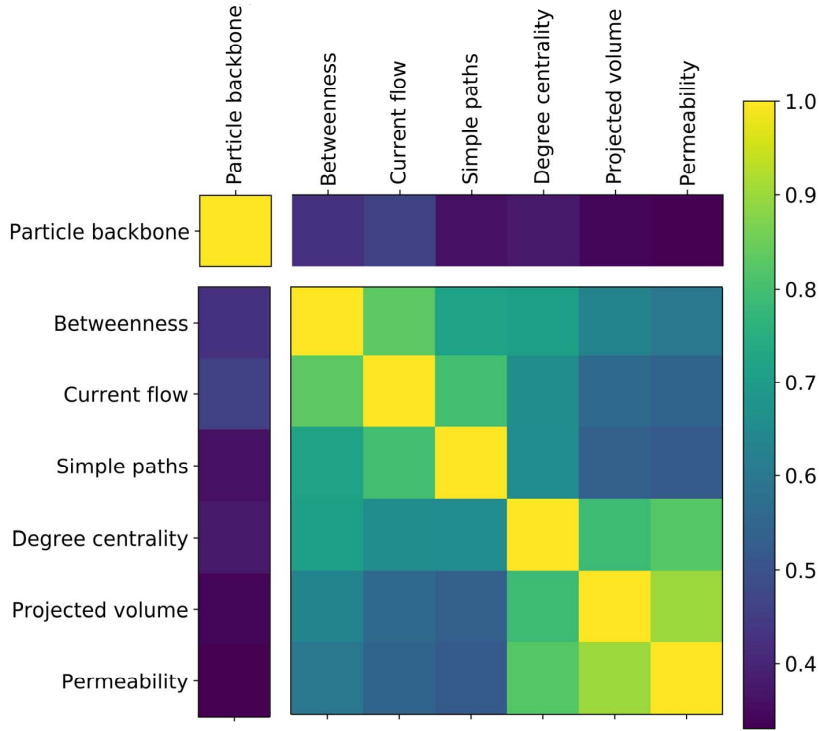 Particle backbone
Betweenness
Current flow
Simple paths
Degree centrality
Projected volume
Permeability
1.0
0.9
0.8
0.7
0.6
0.5
0.4
Particle backbone
Betweenness
Current flow
Simple paths
Degree centrality
Projected volume
Permeability